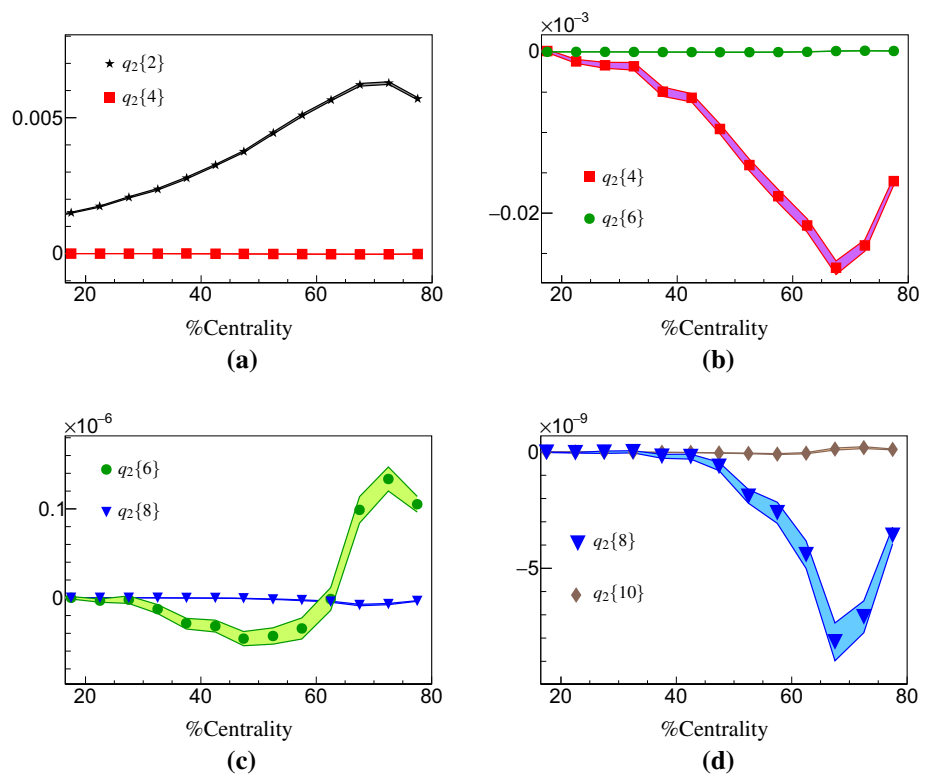 q₂{2}
q₂{4}
0.005
0
20 40 60 80
%Centrality
(a)
×10⁻³
0
q₂{4}
q₂{6}
−0.02
20 40 60 80
%Centrality
(b)
×10⁻⁶
q₂{6}
q₂{8}
0.1
0
20 40 60 80
%Centrality
(c)
×10⁻⁹
0
q₂{8}
−5
q₂{10}
20 40 60 80
%Centrality
(d)